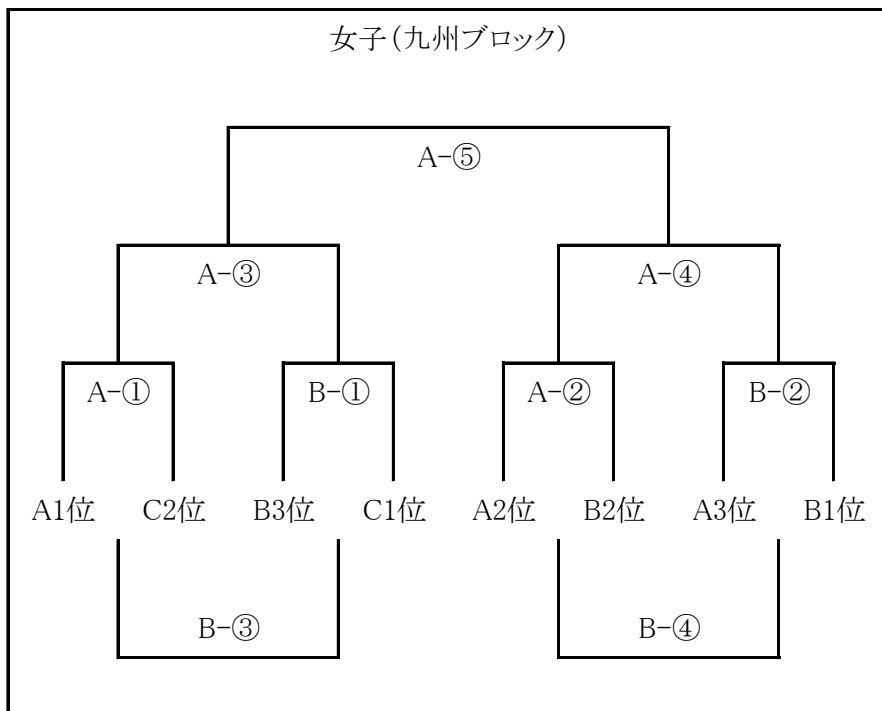 女子（九州ブロック）
A-⑤
A-③ A-④
A-① B-① A-② B-②
A1位 C2位 B3位 C1位 A2位 B2位 A3位 B1位
B-③ B-④